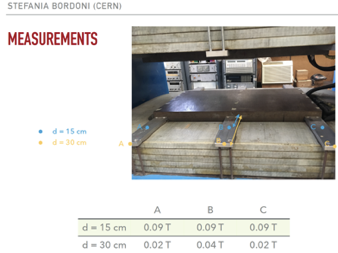 STEFANIA BORDONI (CERN)
MEASUREMENTS
d = 15 cm
d = 30 cm
A
A B C
d = 15 cm 0.09 T 0.09 T 0.09 T
d = 30 cm 0.02 T 0.04 T 0.02 T